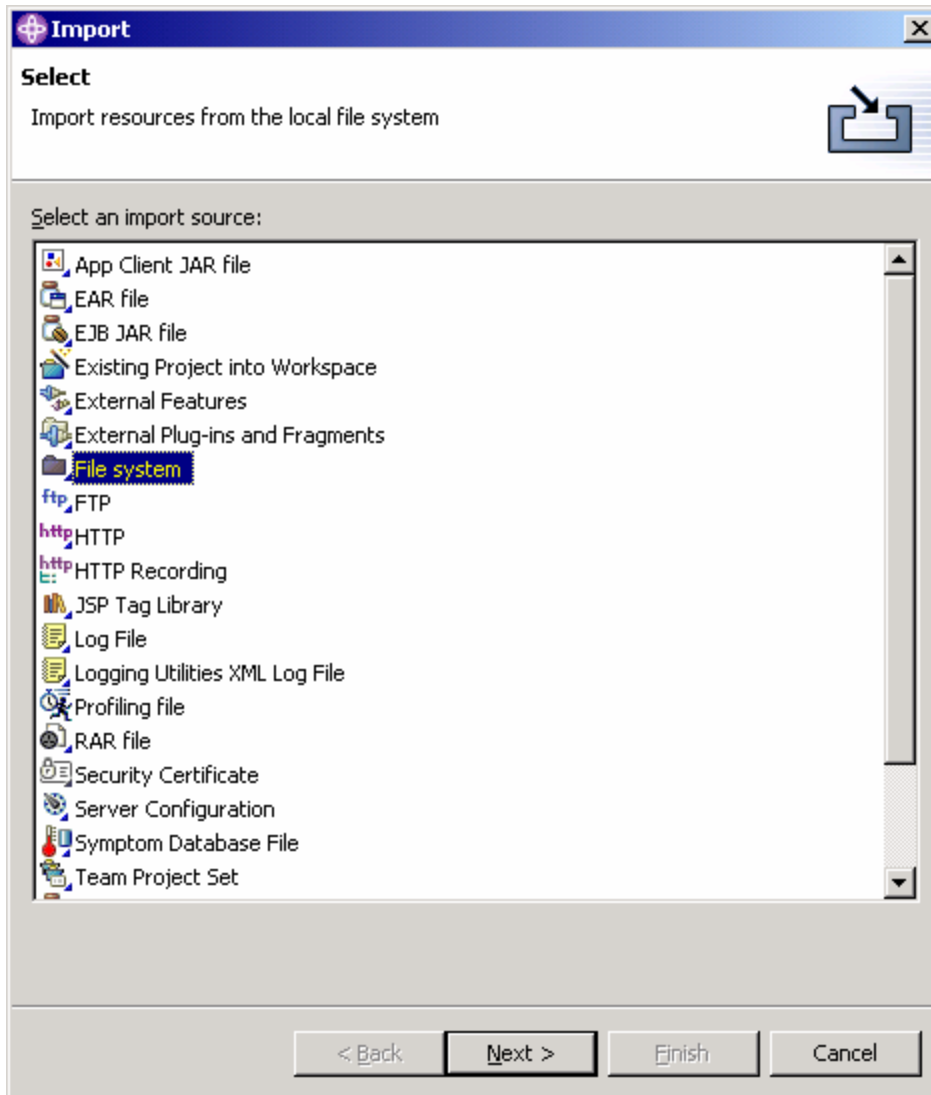 Import
Select
Import resources from the local file system
Select an import source:
App Client JAR file
EAR file
EJB JAR file
Existing Project into Workspace
External Features
External Plug-ins and Fragments
File system
ftp FTP
http HTTP
http HTTP Recording
JSP Tag Library
Log File
Logging Utilities XML Log File
Profiling file
RAR file
Security Certificate
Server Configuration
Symptom Database File
Team Project Set
< Back Next > Finish Cancel